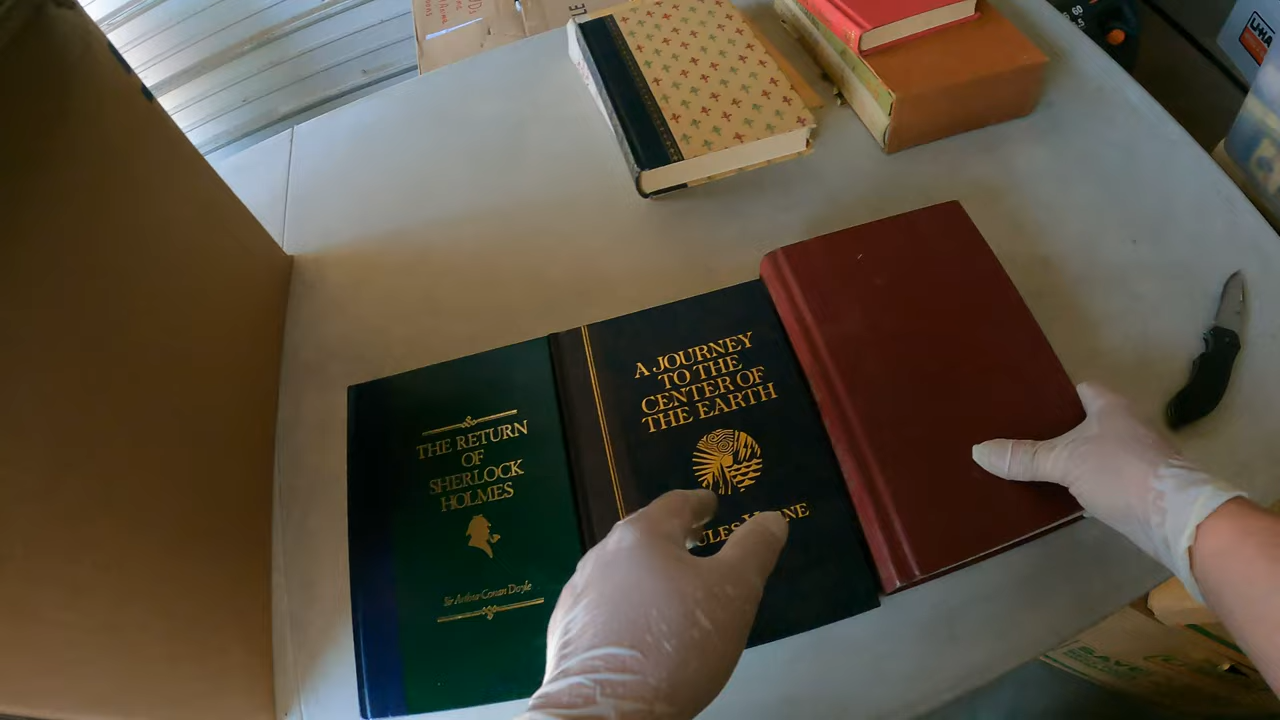 THE RETURN
OF
SHERLOCK
HOLMES
Sir Arthur Conan Doyle
A JOURNEY
TO THE
CENTER OF
THE EARTH